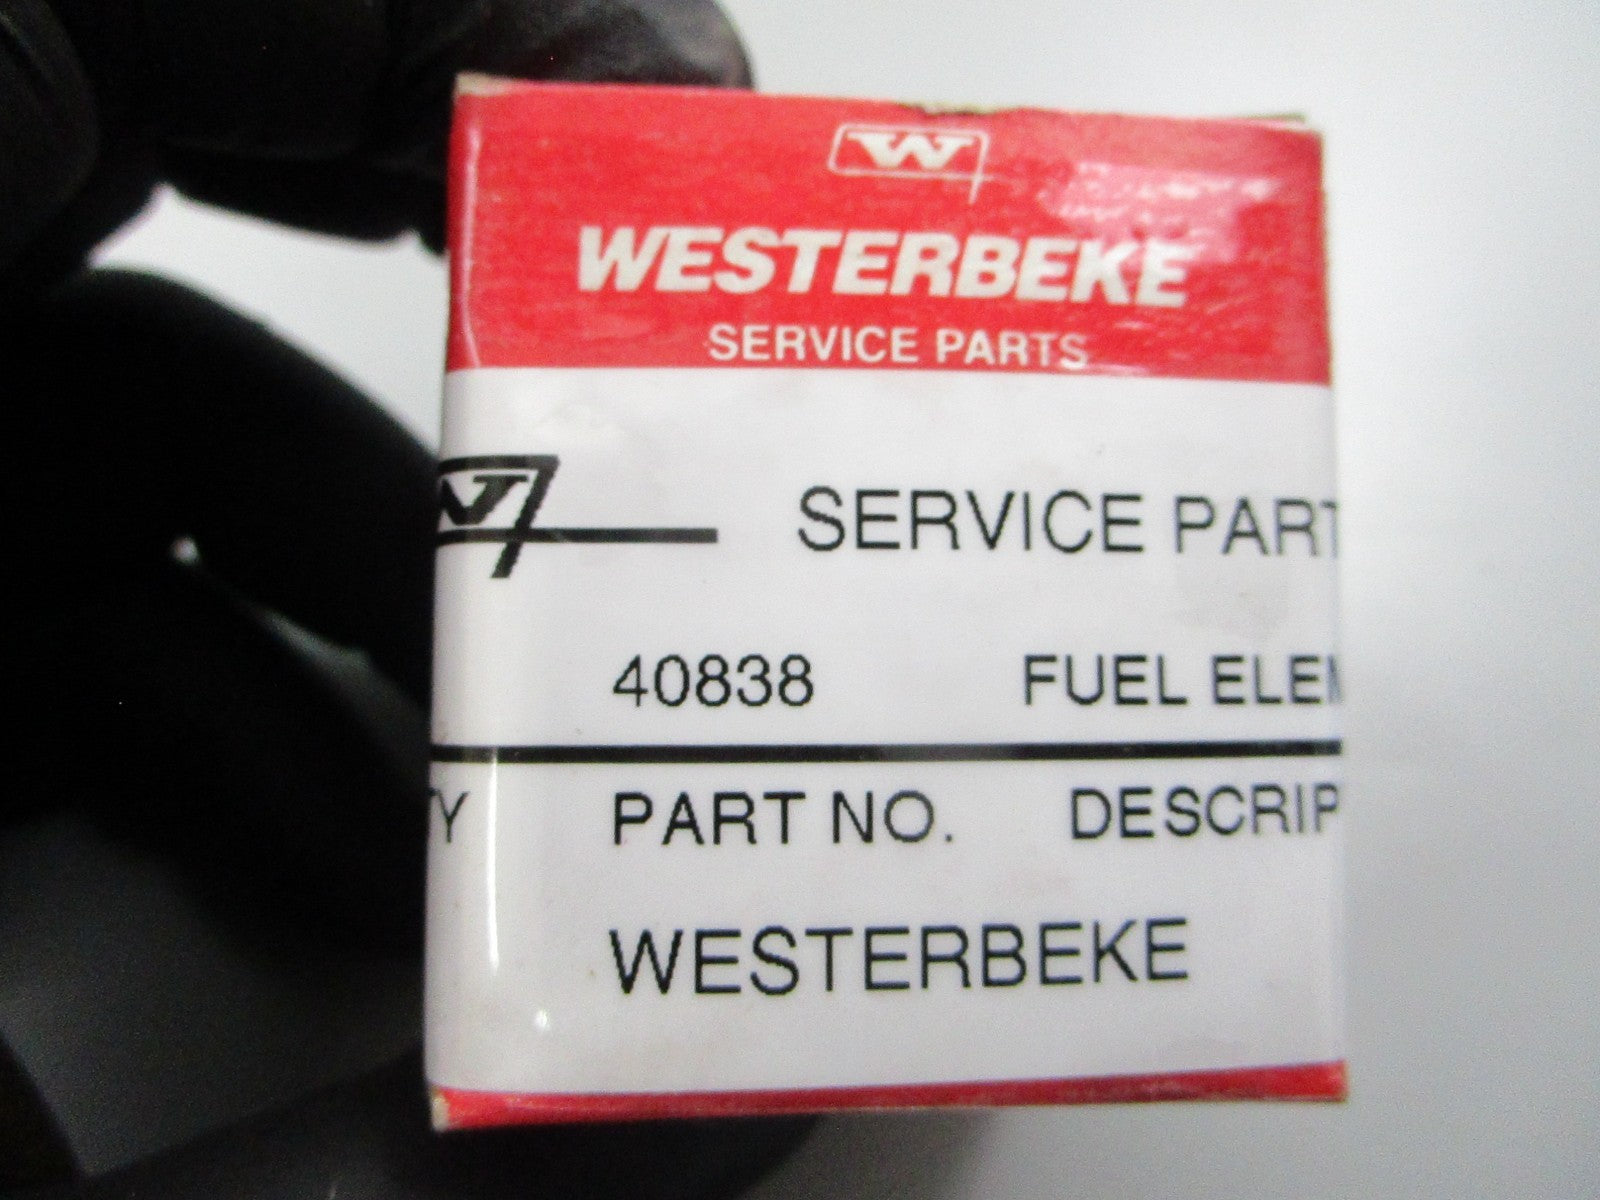 W
WESTERBEKE
SERVICE PARTS
W
SERVICE PART
40838 FUEL ELEM
Y PART NO. DESCRIP
WESTERBEKE